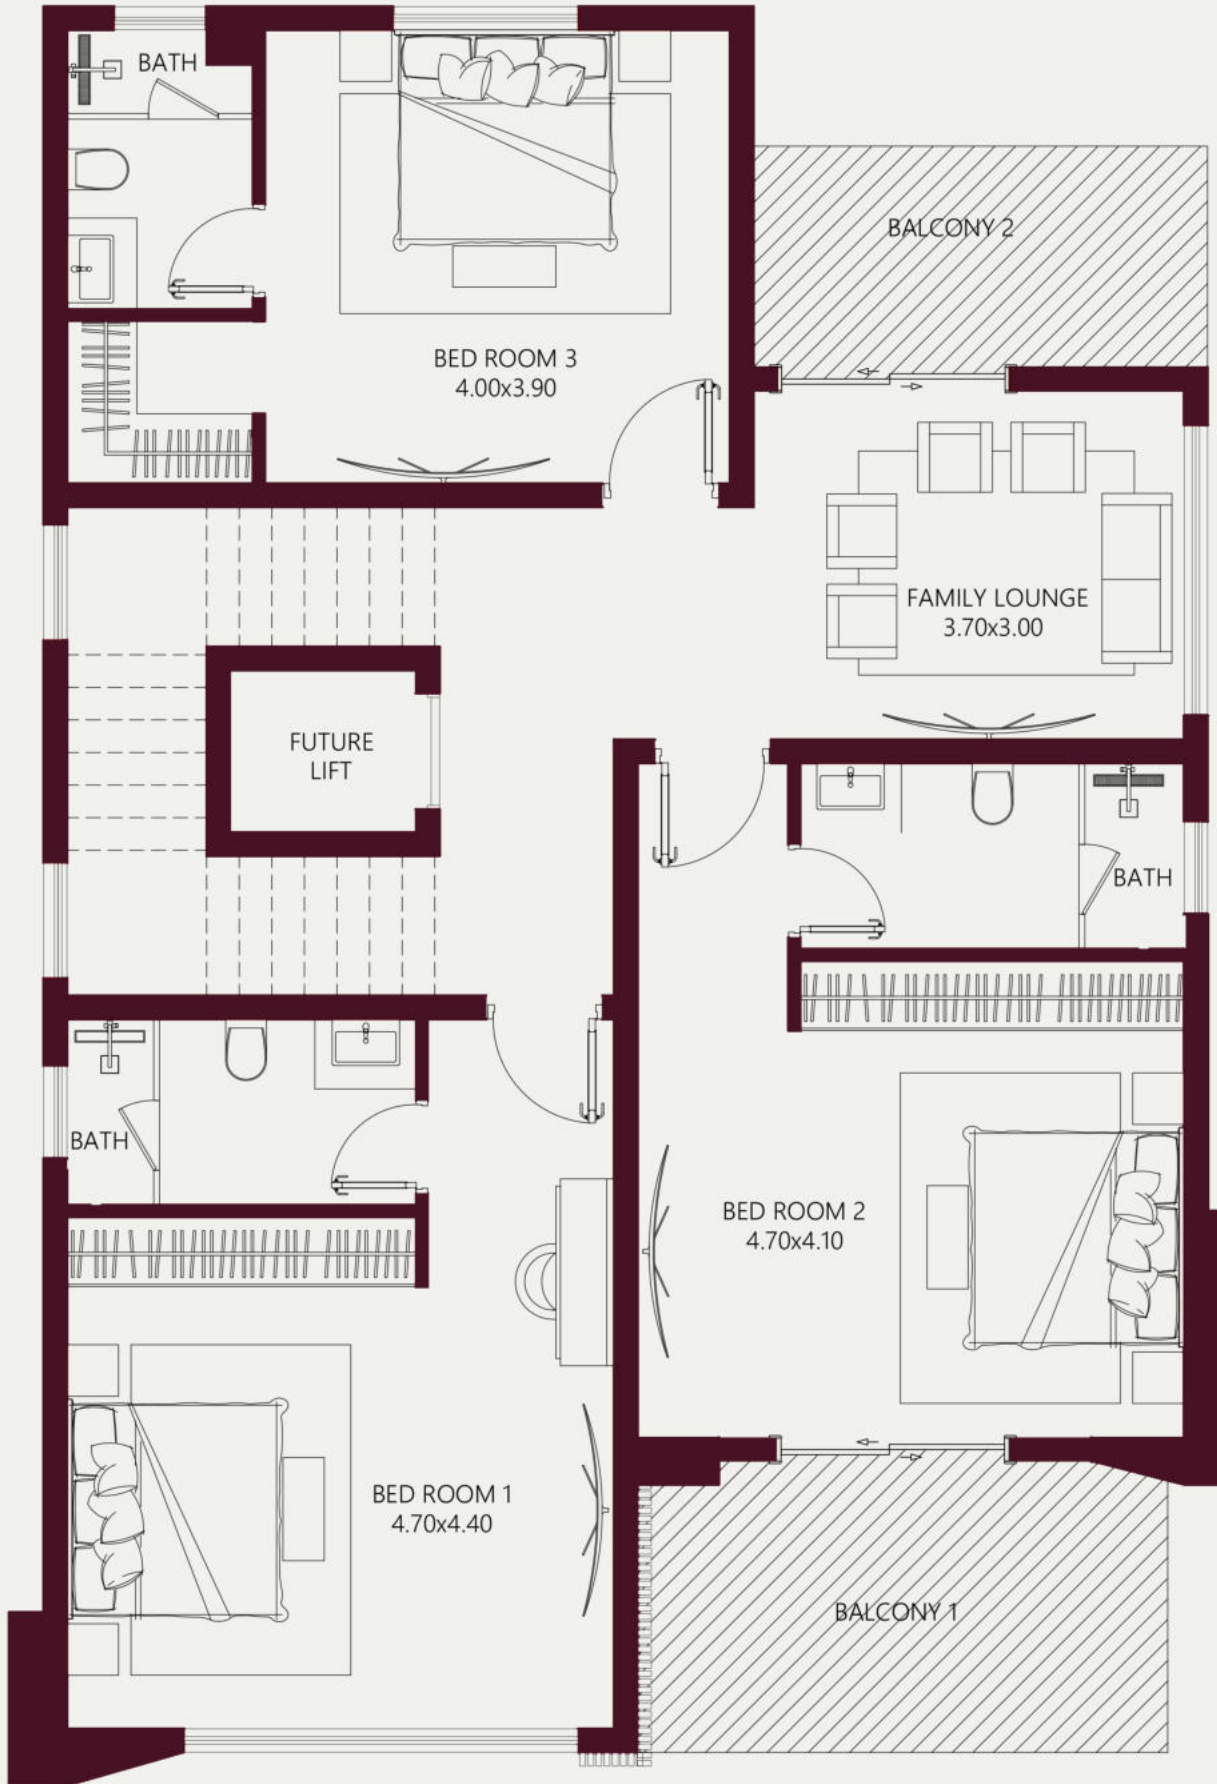 BATH
BALCONY 2
BED ROOM 3
4.00x3.90
FAMILY LOUNGE
3.70x3.00
FUTURE
LIFT
BATH
BATH
BED ROOM 2
4.70x4.10
BED ROOM 1
4.70x4.40
BALCONY 1